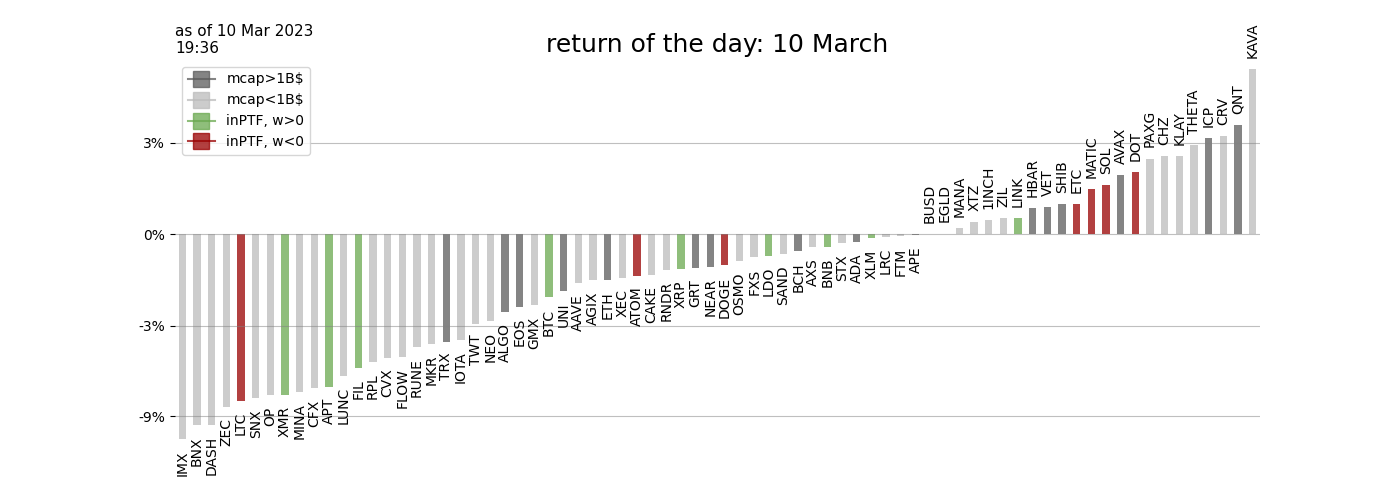 as of 10 Mar 2023
19:36
return of the day: 10 March
mcap>1B$
mcap<1B$
inPTF, w>0
inPTF, w<0
3%
0%
-3%
-9%
IMX
BNX
DASH
ZEC
LTC
SNX
OP
XMR
MINA
CFX
APT
LUNC
FIL
RPL
CVX
FLOW
RUNE
MKR
TRX
IOTA
TWT
NEO
ALGO
EOS
GMX
BTC
UNI
AAVE
AGIX
ETH
XEC
ATOM
CAKE
RNDR
XRP
GRT
NEAR
DOGE
OSMO
FXS
LDO
SAND
BCH
AXS
BNB
STX
ADA
XLM
LRC
FTM
APE
BUSD
EGLD
MANA
XTZ
1INCH
ZIL
LINK
HBAR
VET
SHIB
ETC
MATIC
SOL
AVAX
DOT
PAXG
CHZ
KLAY
THETA
ICP
CRV
QNT
KAVA